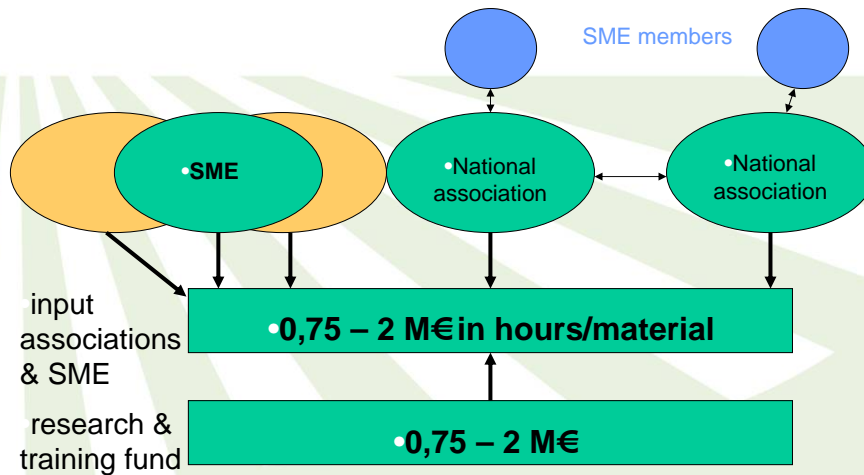 SME members
•SME
•National
association
•National
association
•input
associations
& SME
•0,75 – 2 M€ in hours/material
•research &
training fund
•0,75 – 2 M€